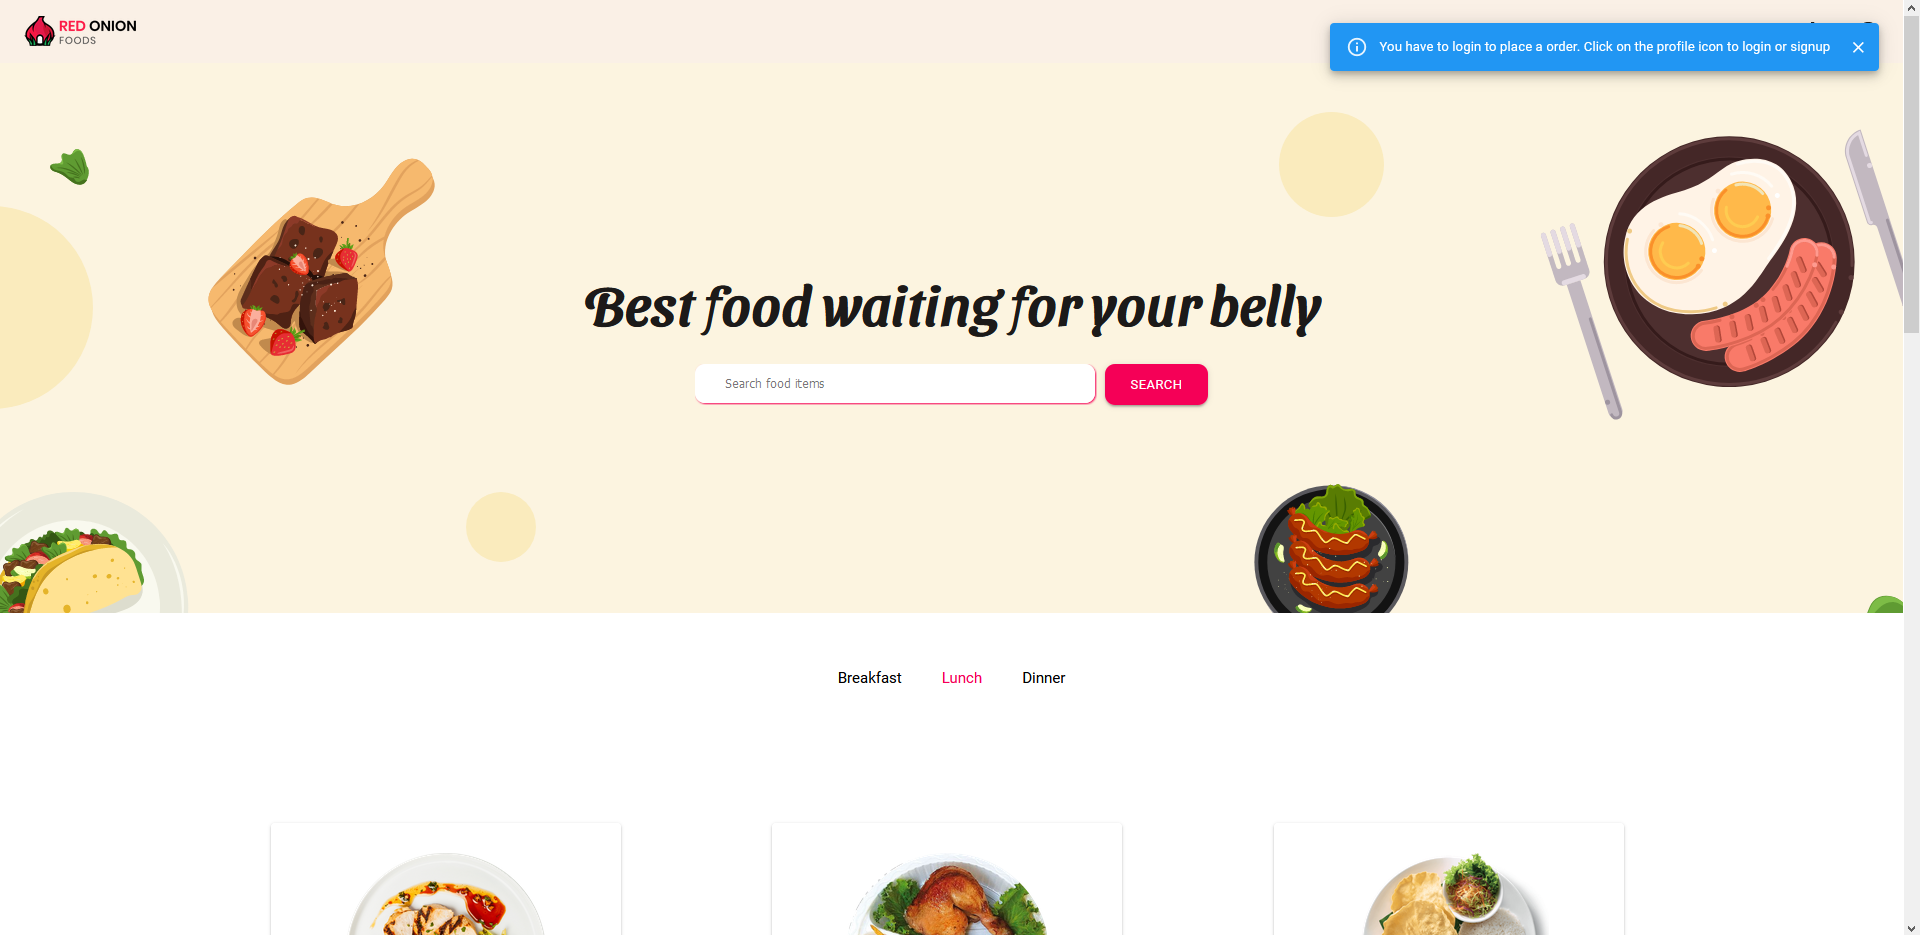 RED ONION
FOODS
You have to login to place a order. Click on the profile icon to login or signup
Best food waiting for your belly
Search food items
SEARCH
Breakfast
Lunch
Dinner